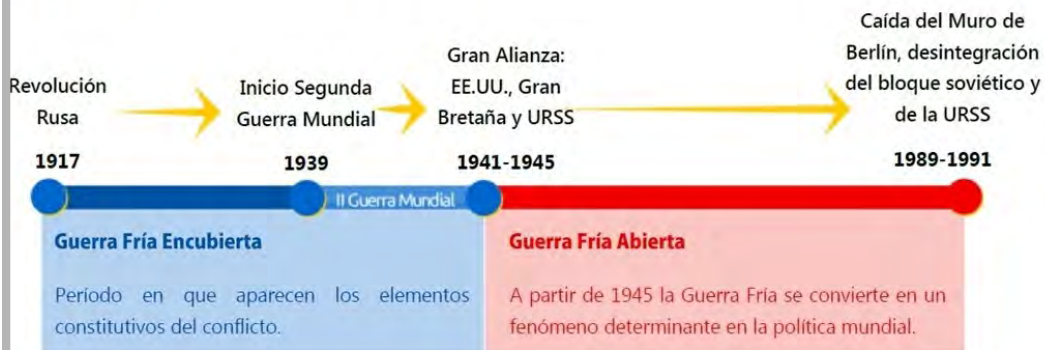 Revolución
Rusa
1917
Inicio Segunda
Guerra Mundial
1939
Gran Alianza:
EE.UU., Gran
Bretaña y URSS
1941-1945
Caída del Muro de
Berlín, desintegración
del bloque soviético y
de la URSS
1989-1991
II Guerra Mundial
Guerra Fría Encubierta
Período en que aparecen los elementos
constitutivos del conflicto.
Guerra Fría Abierta
A partir de 1945 la Guerra Fría se convierte en un
fenómeno determinante en la política mundial.